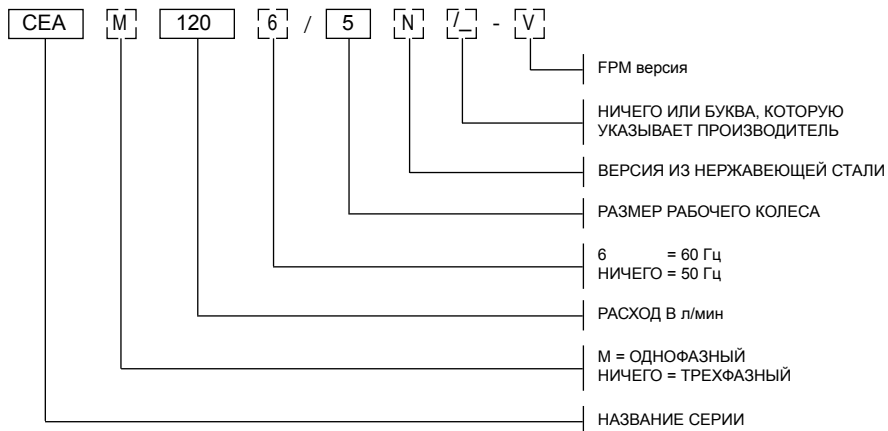 CEA M 120 6 / 5 N /_ - V
FPM версия
НИЧЕГО ИЛИ БУКВА, КОТОРУЮ
УКАЗЫВАЕТ ПРОИЗВОДИТЕЛЬ
ВЕРСИЯ ИЗ НЕРЖАВЕЮЩЕЙ СТАЛИ
РАЗМЕР РАБОЧЕГО КОЛЕСА
6 = 60 Гц
НИЧЕГО = 50 Гц
РАСХОД В л/мин
М = ОДНОФАЗНЫЙ
НИЧЕГО = ТРЕХФАЗНЫЙ
НАЗВАНИЕ СЕРИИ